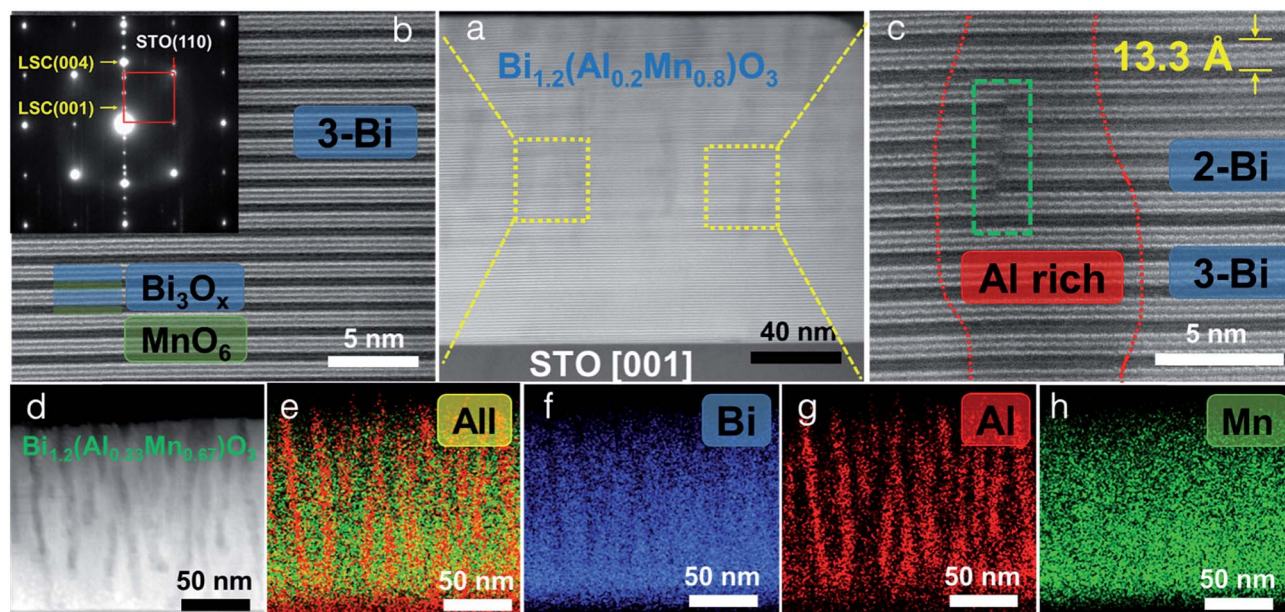 b
LSC(004)
STO(110)
LSC(001)
3-Bi
Bi₃Oₓ
MnO₆
5 nm
a
Bi₁.₂(Al₀.₂Mn₀.₈)O₃
40 nm
STO [001]
c
13.3 Å
2-Bi
Al rich
3-Bi
5 nm
d
Bi₁.₂(Al₀.₃₃Mn₀.₆₇)O₃
50 nm
e
All
50 nm
f
Bi
50 nm
g
Al
50 nm
h
Mn
50 nm